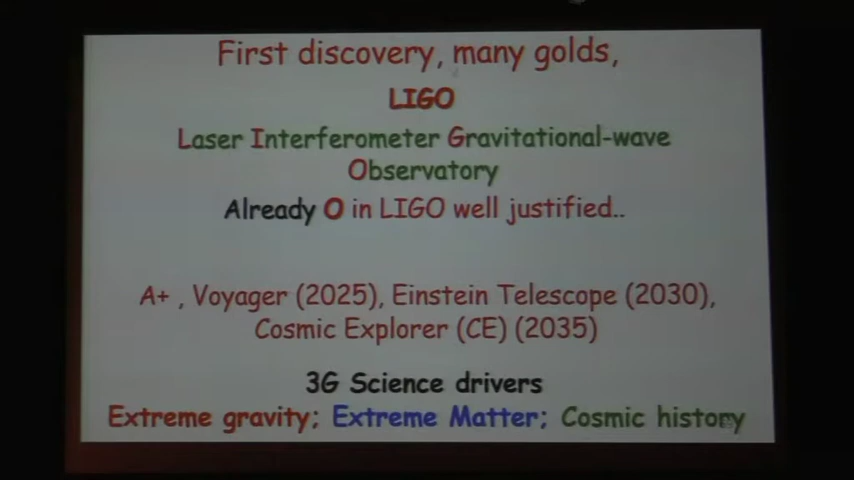 First discovery, many golds,
LIGO
Laser Interferometer Gravitational-wave
Observatory
Already O in LIGO well justified..
A+ , Voyager (2025), Einstein Telescope (2030),
Cosmic Explorer (CE) (2035)
3G Science drivers
Extreme gravity; Extreme Matter; Cosmic history